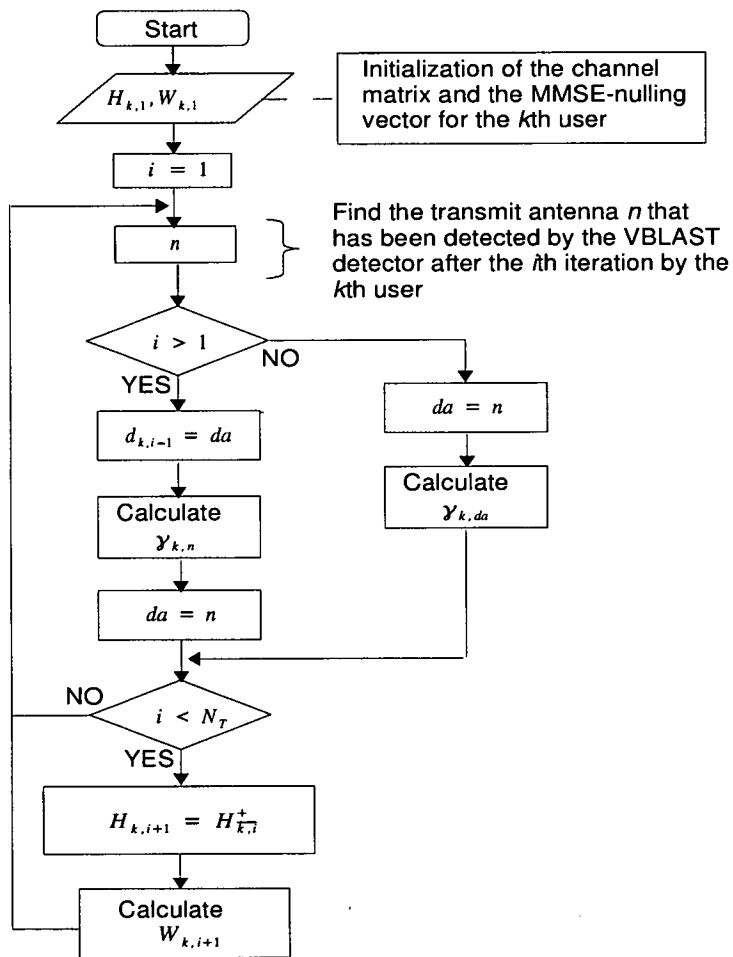 Start
H_{k,1}, W_{k,1}
Initialization of the channel
matrix and the MMSE-nulling
vector for the kth user
i = 1
n
Find the transmit antenna n that
has been detected by the VBLAST
detector after the ith iteration by the
kth user
i > 1
NO
YES
d_{k,i-1} = da
Calculate
γ_{k,n}
da = n
da = n
Calculate
γ_{k,da}
NO
i < N_T
YES
H_{k,i+1} = H^+_{\overline{k,i}}
Calculate
W_{k,i+1}